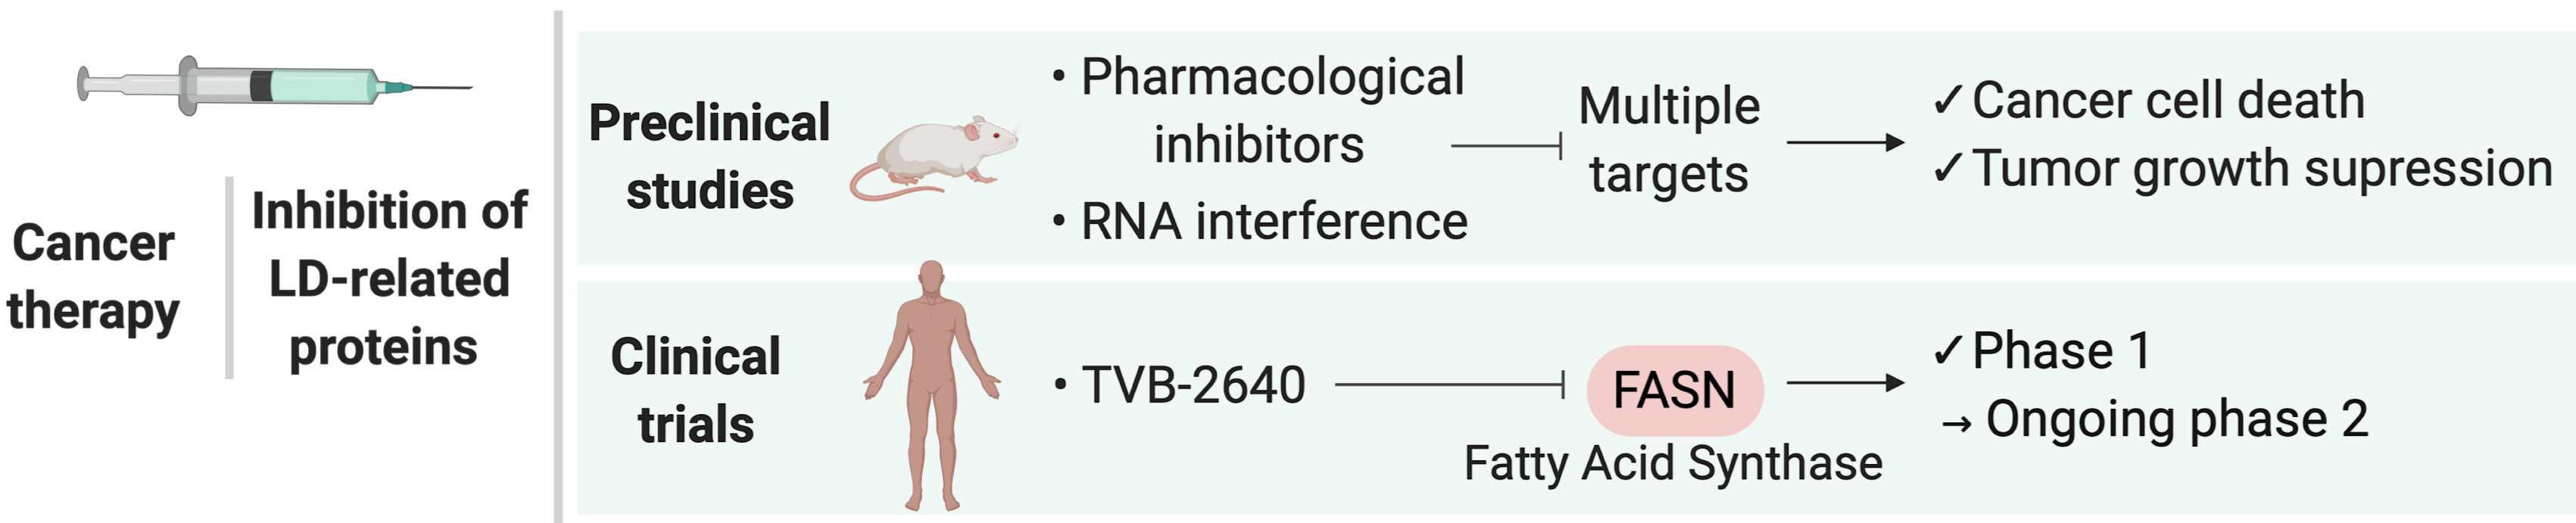 Cancer
therapy
Inhibition of
LD-related
proteins
Preclinical
studies
• Pharmacological
inhibitors
• RNA interference
Multiple
targets
✓ Cancer cell death
✓ Tumor growth supression
Clinical
trials
• TVB-2640
FASN
Fatty Acid Synthase
✓ Phase 1
→ Ongoing phase 2